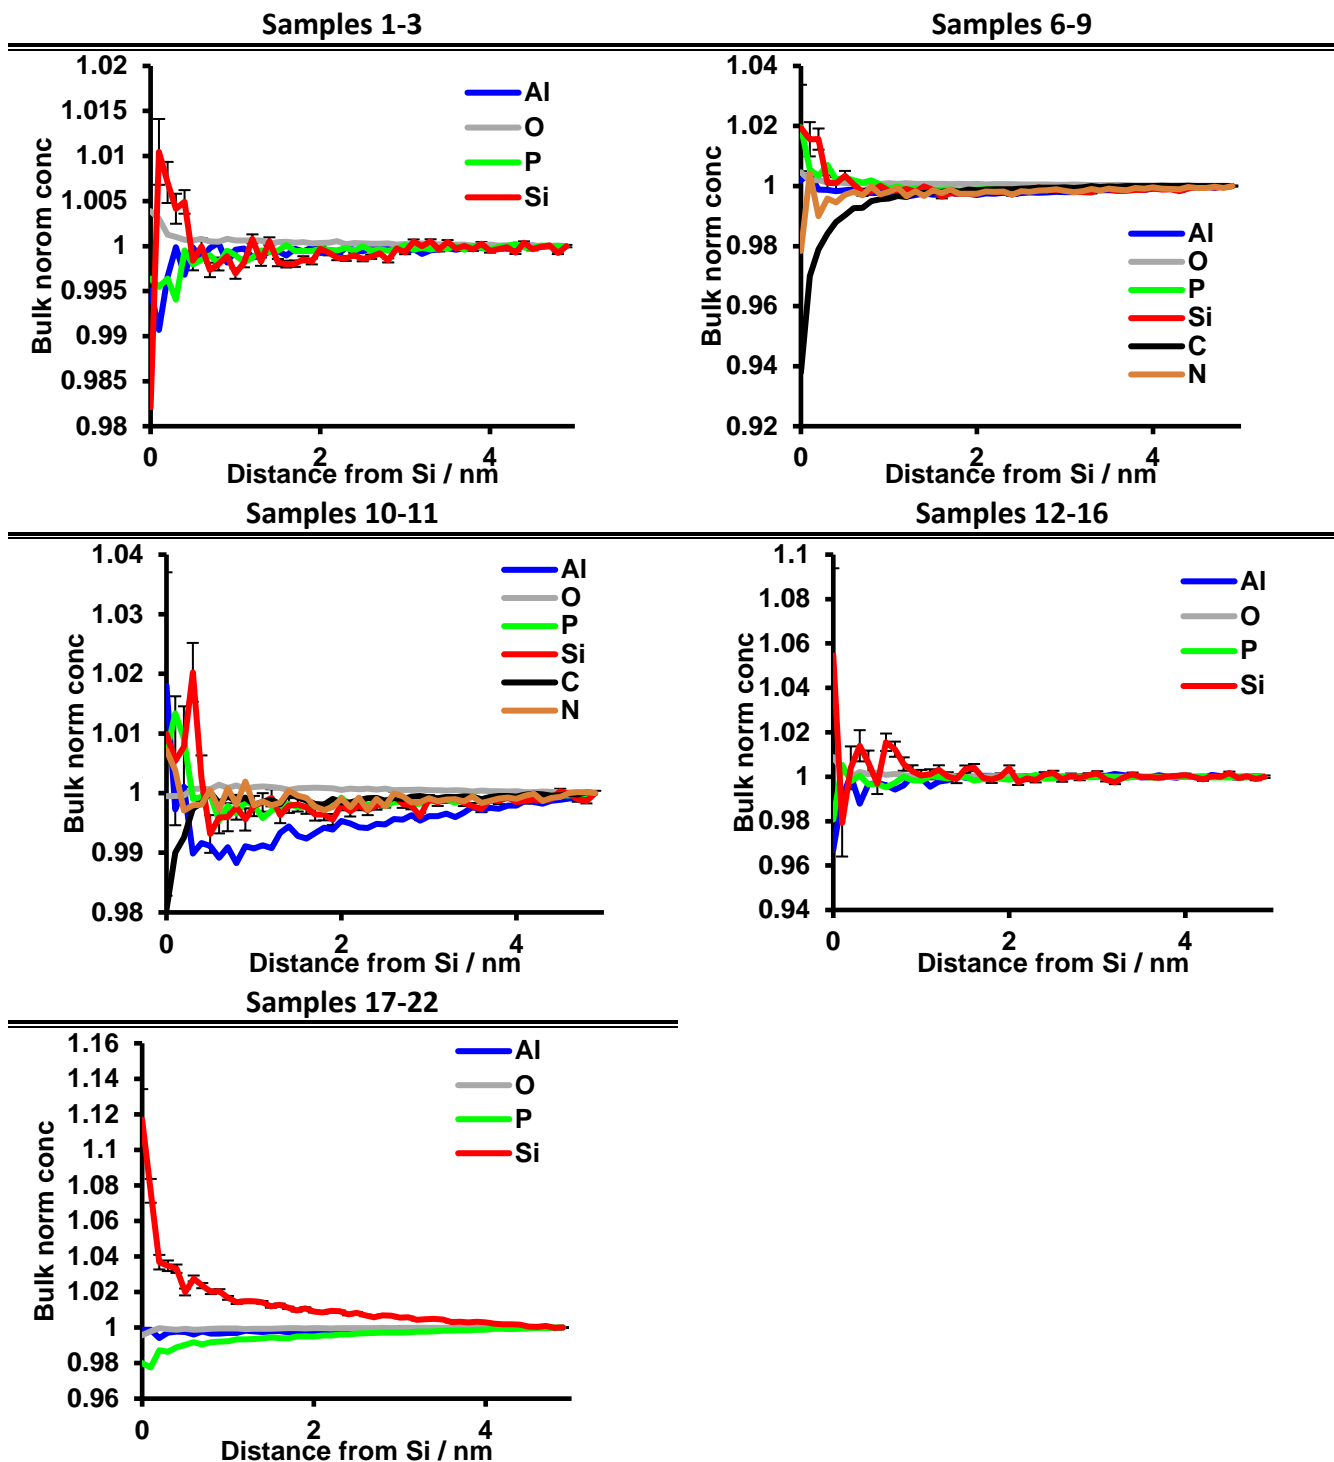 Samples 1-3
1.02
1.015
1.01
1.005
1
0.995
0.99
0.985
0.98
Bulk norom conc
Al
O
P
Si
0 2 4
Distance from Si / nm
Samples 6-9
1.04
1.02
1
0.98
0.96
0.94
0.92
Bulk norm conc
Al
O
P
Si
C
N
0 2 4
Distance from Si / nm
Samples 10-11
1.04
1.03
1.02
1.01
1
0.99
0.98
Bulk norm conc
Al
O
P
Si
C
N
0 2 4
Distance from Si / nm
Samples 12-16
1.1
1.08
1.06
1.04
1.02
1
0.98
0.96
0.94
Bulk norm conc
Al
O
P
Si
0 2 4
Distance from Si / nm
Samples 17-22
1.16
1.14
1.12
1.1
1.08
1.06
1.04
1.02
1
0.98
0.96
Bulk norm conc
Al
O
P
Si
0 2 4
Distance from Si / nm